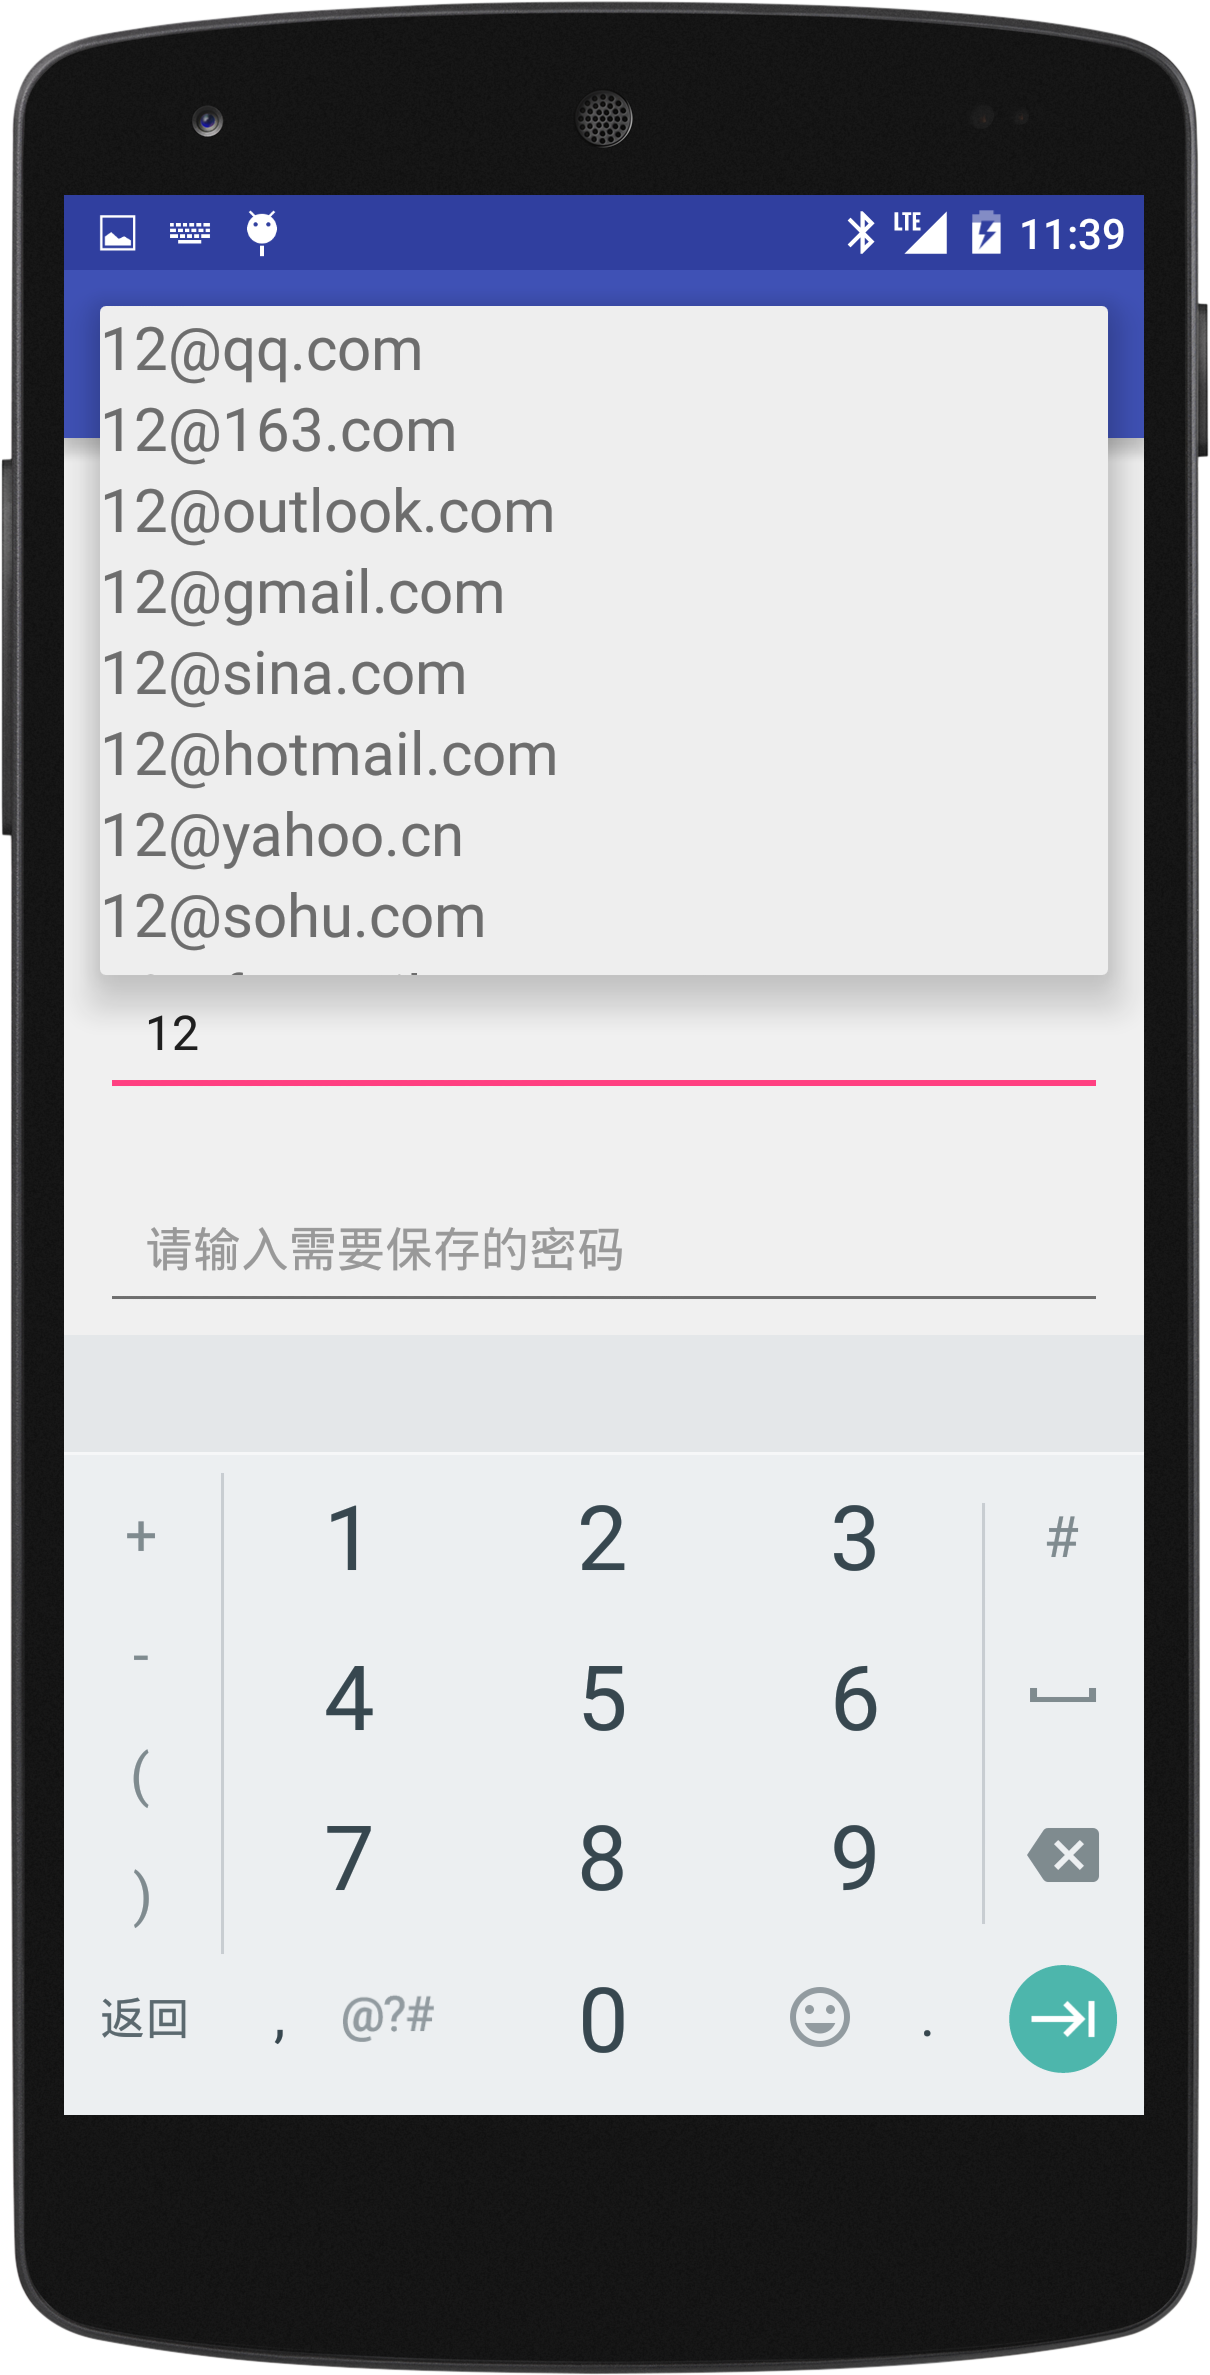 LTE 11:39
12@qq.com
12@163.com
12@outlook.com
12@gmail.com
12@sina.com
12@hotmail.com
12@yahoo.cn
12@sohu.com
12
请输入需要保存的密码
+ 1 2 3 #
-
4 5 6
(
7 8 9
)
返回 , @?# 0 .